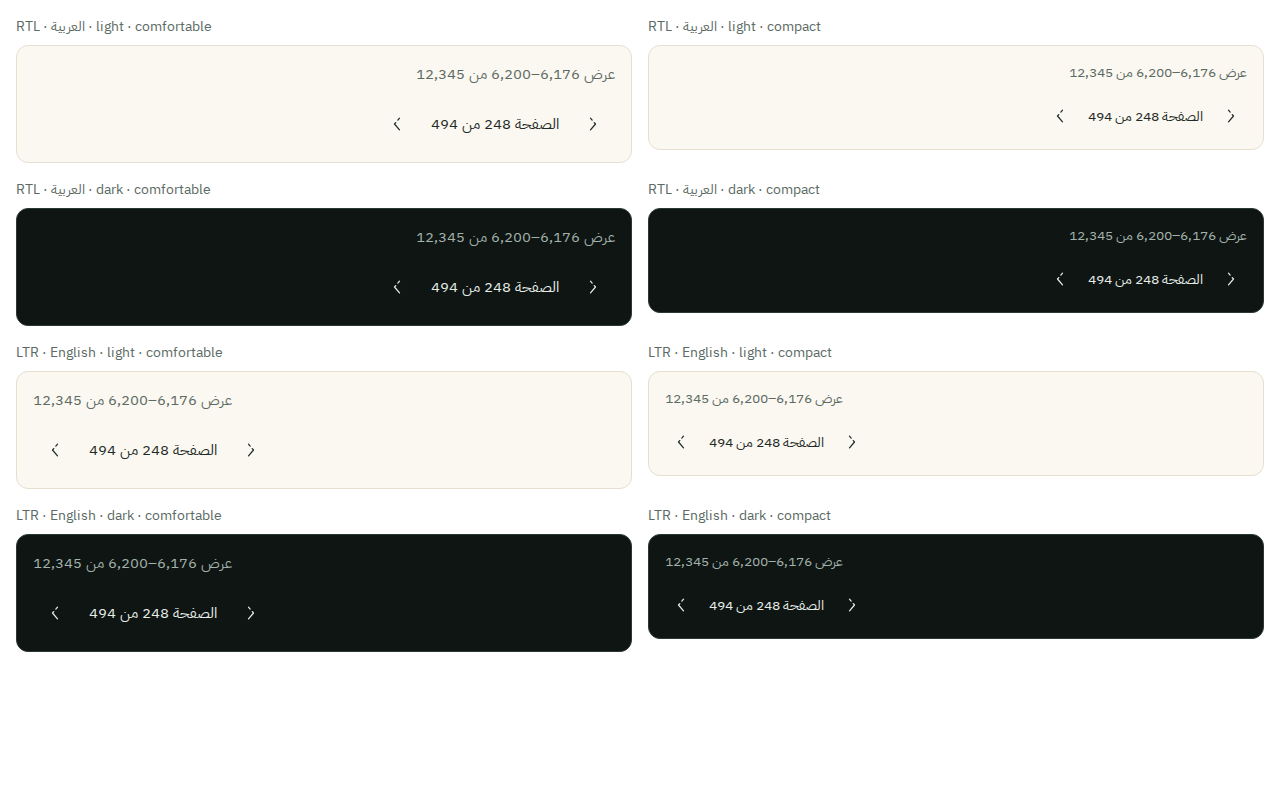 RTL · العربية · light · comfortable
عرض 6,176–6,200 من 12,345
الصفحة 248 من 494
RTL · العربية · light · compact
عرض 6,176–6,200 من 12,345
الصفحة 248 من 494
RTL · العربية · dark · comfortable
عرض 6,176–6,200 من 12,345
الصفحة 248 من 494
RTL · العربية · dark · compact
عرض 6,176–6,200 من 12,345
الصفحة 248 من 494
LTR · English · light · comfortable
عرض 6,176–6,200 من 12,345
الصفحة 248 من 494
LTR · English · light · compact
عرض 6,176–6,200 من 12,345
الصفحة 248 من 494
LTR · English · dark · comfortable
عرض 6,176–6,200 من 12,345
الصفحة 248 من 494
LTR · English · dark · compact
عرض 6,176–6,200 من 12,345
الصفحة 248 من 494